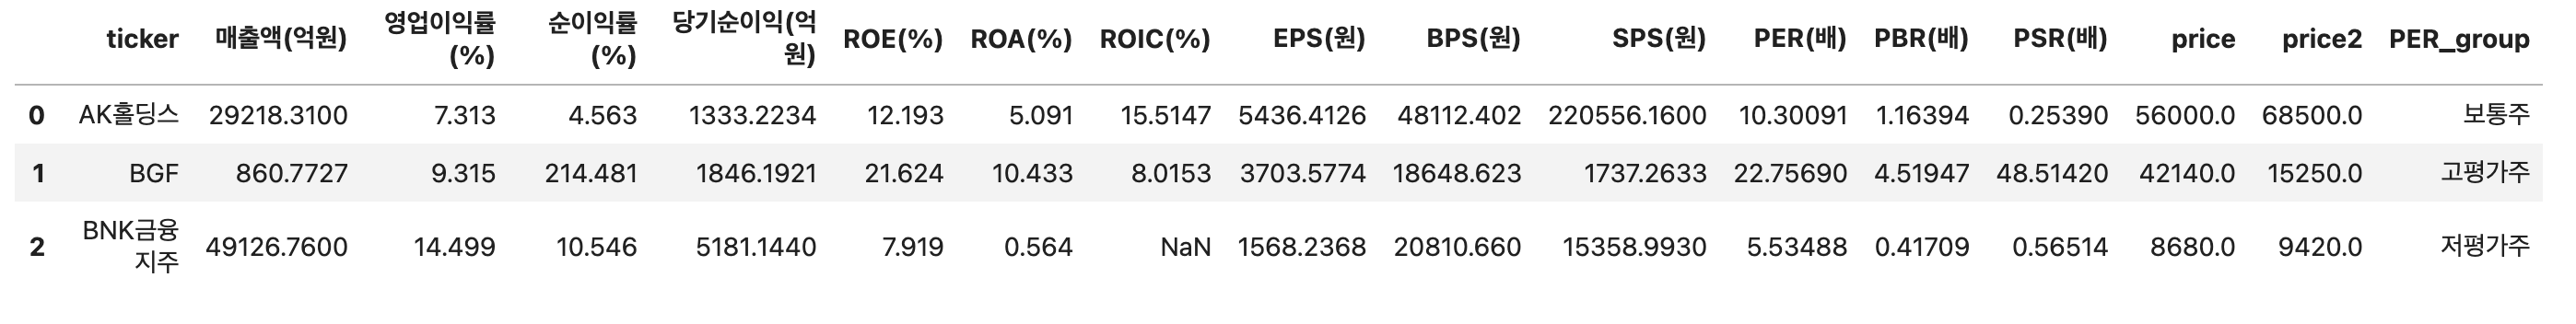 ticker 매출액(억원) 영업이익률(%) 순이익률(%) 당기순이익(억원) ROE(%) ROA(%) ROIC(%) EPS(원) BPS(원) SPS(원) PER(배) PBR(배) PSR(배) price price2 PER_group
0 AK홀딩스 29218.3100 7.313 4.563 1333.2234 12.193 5.091 15.5147 5436.4126 48112.402 220556.1600 10.30091 1.16394 0.25390 56000.0 68500.0 보통주
1 BGF 860.7727 9.315 214.481 1846.1921 21.624 10.433 8.0153 3703.5774 18648.623 1737.2633 22.75690 4.51947 48.51420 42140.0 15250.0 고평가주
2 BNK금융지주 49126.7600 14.499 10.546 5181.1440 7.919 0.564 NaN 1568.2368 20810.660 15358.9930 5.53488 0.41709 0.56514 8680.0 9420.0 저평가주